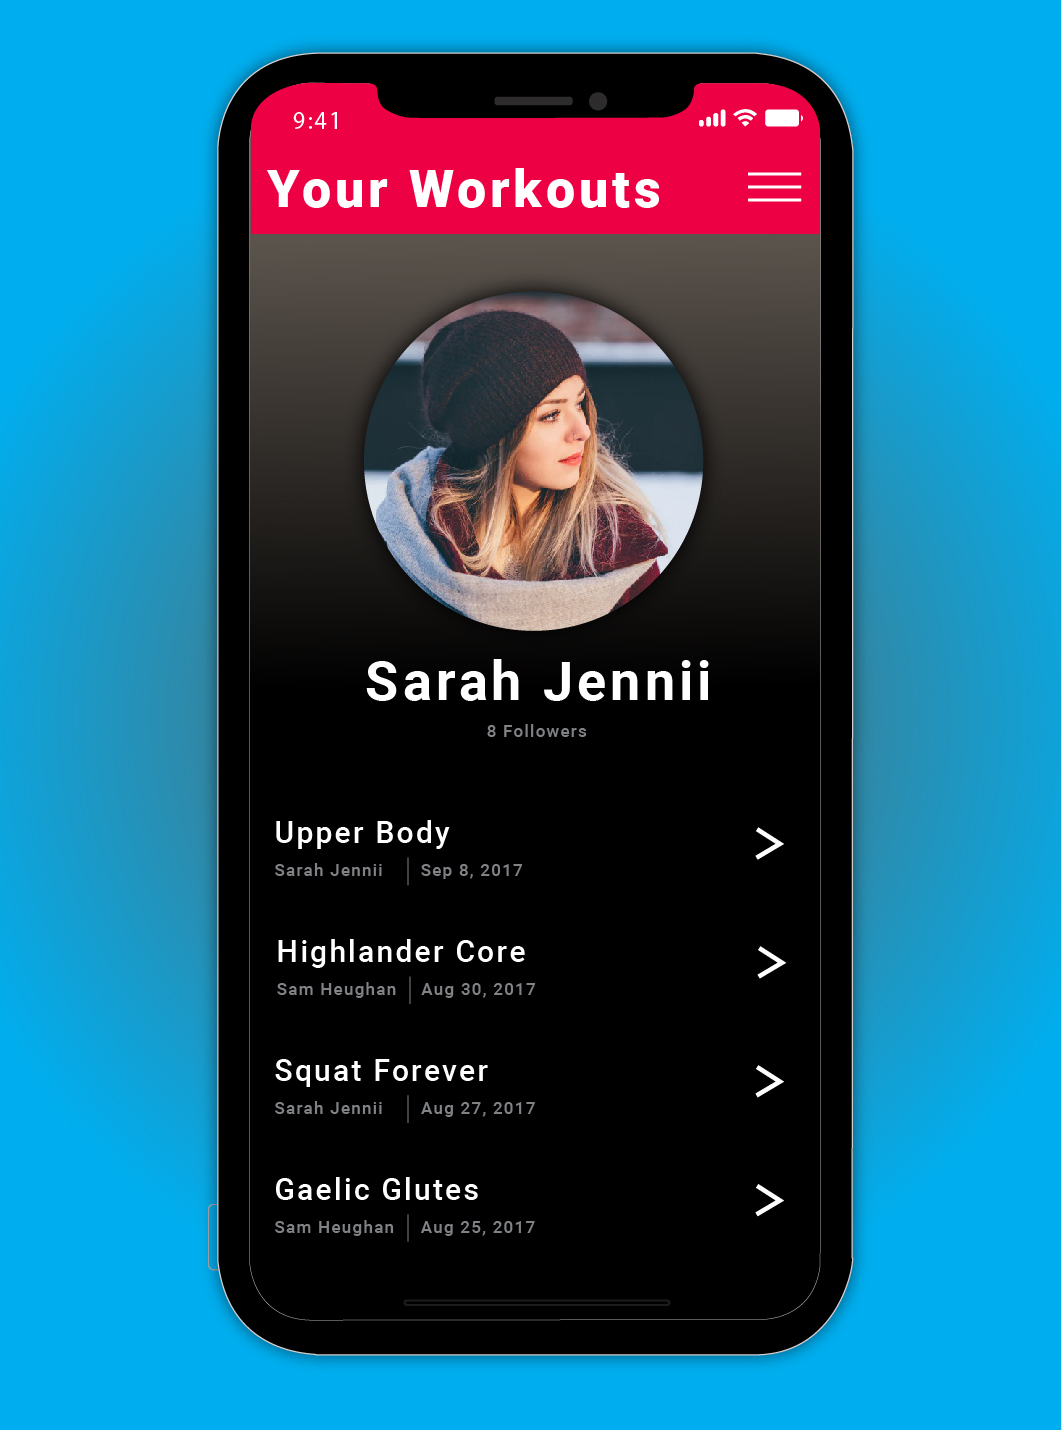 9:41
Your Workouts
Sarah Jennii
8 Followers
Upper Body
Sarah Jennii | Sep 8, 2017
Highlander Core
Sam Heughan | Aug 30, 2017
Squat Forever
Sarah Jennii | Aug 27, 2017
Gaelic Glutes
Sam Heughan | Aug 25, 2017